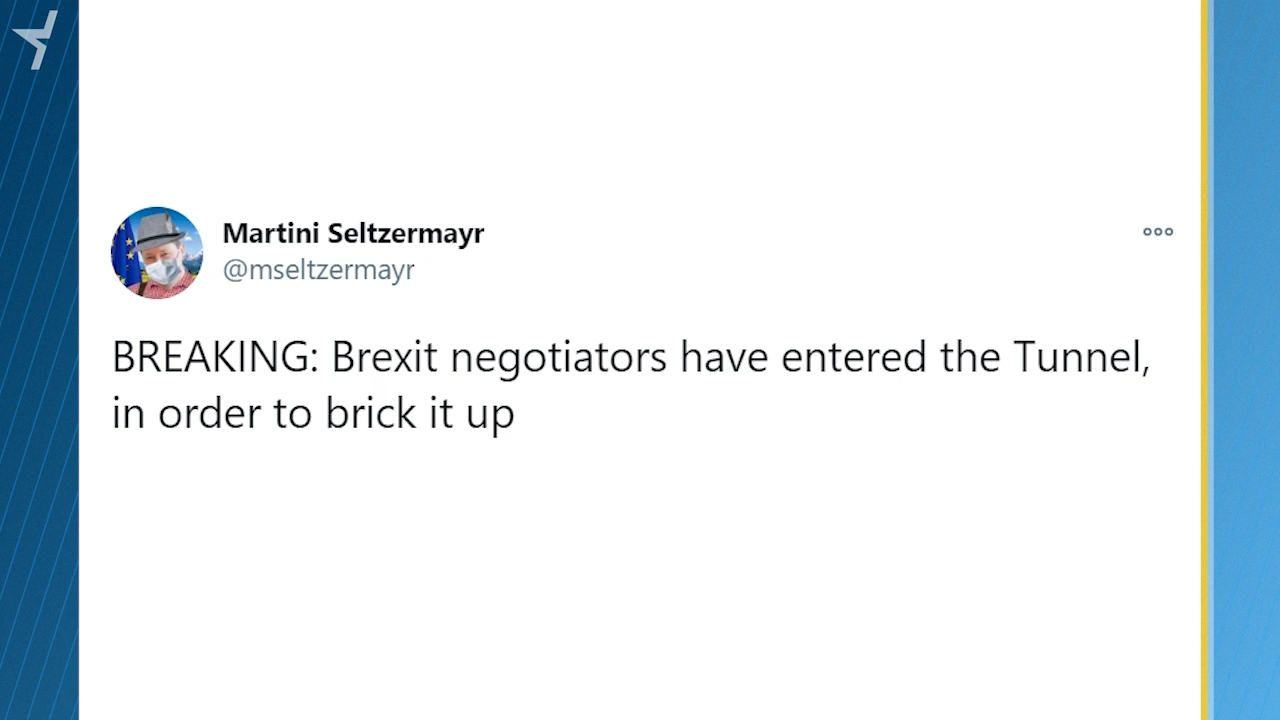 Martini Seltzermayr
@mseltzermayr
BREAKING: Brexit negotiators have entered the Tunnel,
in order to brick it up